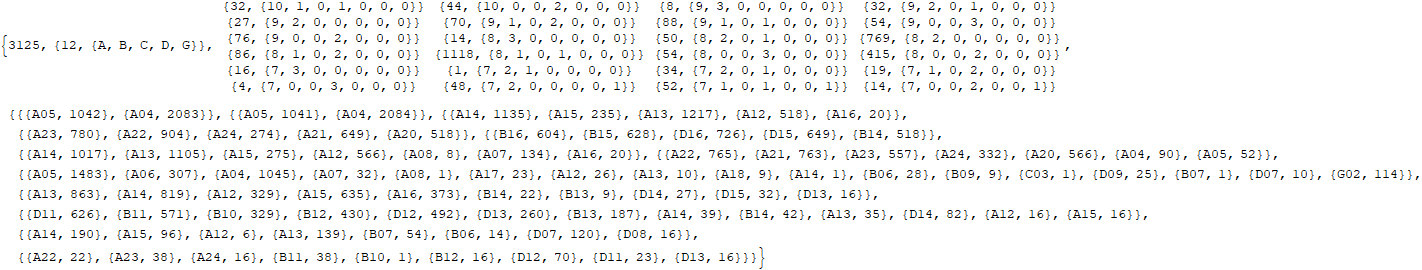 {32, {10, 1, 0, 1, 0, 0, 0}} {44, {10, 0, 0, 2, 0, 0, 0}} {8, {9, 3, 0, 0, 0, 0, 0}} {32, {9, 2, 0, 1, 0, 0, 0}}
{27, {9, 2, 0, 0, 0, 0, 0}} {70, {9, 1, 0, 2, 0, 0, 0}} {88, {9, 1, 0, 1, 0, 0, 0}} {54, {9, 0, 0, 3, 0, 0, 0}}
{3125, {12, {A, B, C, D, G}}, {76, {9, 0, 0, 2, 0, 0, 0}} {14, {8, 3, 0, 0, 0, 0, 0}} {50, {8, 2, 0, 1, 0, 0, 0}} {769, {8, 2, 0, 0, 0, 0, 0}} ,
{86, {8, 1, 0, 2, 0, 0, 0}} {1118, {8, 1, 0, 1, 0, 0, 0}} {54, {8, 0, 0, 3, 0, 0, 0}} {415, {8, 0, 0, 2, 0, 0, 0}}
{16, {7, 3, 0, 0, 0, 0, 0}} {1, {7, 2, 1, 0, 0, 0, 0}} {34, {7, 2, 0, 1, 0, 0, 0}} {19, {7, 1, 0, 2, 0, 0, 0}}
{4, {7, 0, 0, 3, 0, 0, 0}} {48, {7, 2, 0, 0, 0, 0, 1}} {52, {7, 1, 0, 1, 0, 0, 1}} {14, {7, 0, 0, 2, 0, 0, 1}}
{{{A05, 1042}, {A04, 2083}}, {{A05, 1041}, {A04, 2084}}, {{A14, 1135}, {A15, 235}, {A13, 1217}, {A12, 518}, {A16, 20}},
{{A23, 780}, {A22, 904}, {A24, 274}, {A21, 649}, {A20, 518}}, {{B16, 604}, {B15, 628}, {D16, 726}, {D15, 649}, {B14, 518}},
{{A14, 1017}, {A13, 1105}, {A15, 275}, {A12, 566}, {A08, 8}, {A07, 134}, {A16, 20}}, {{A22, 765}, {A21, 763}, {A23, 557}, {A24, 332}, {A20, 566}, {A04, 90}, {A05, 52}},
{{A05, 1483}, {A06, 307}, {A04, 1045}, {A07, 32}, {A08, 1}, {A17, 23}, {A12, 26}, {A13, 10}, {A18, 9}, {A14, 1}, {B06, 28}, {B09, 9}, {C03, 1}, {D09, 25}, {B07, 1}, {D07, 10}, {G02, 114}},
{{A13, 863}, {A14, 819}, {A12, 329}, {A15, 635}, {A16, 373}, {B14, 22}, {B13, 9}, {D14, 27}, {D15, 32}, {D13, 16}},
{{D11, 626}, {B11, 571}, {B10, 329}, {B12, 430}, {D12, 492}, {D13, 260}, {B13, 187}, {A14, 39}, {B14, 42}, {A13, 35}, {D14, 82}, {A12, 16}, {A15, 16}},
{{A14, 190}, {A15, 96}, {A12, 6}, {A13, 139}, {B07, 54}, {B06, 14}, {D07, 120}, {D08, 16}},
{{A22, 22}, {A23, 38}, {A24, 16}, {B11, 38}, {B10, 1}, {B12, 16}, {D12, 70}, {D11, 23}, {D13, 16}}}}